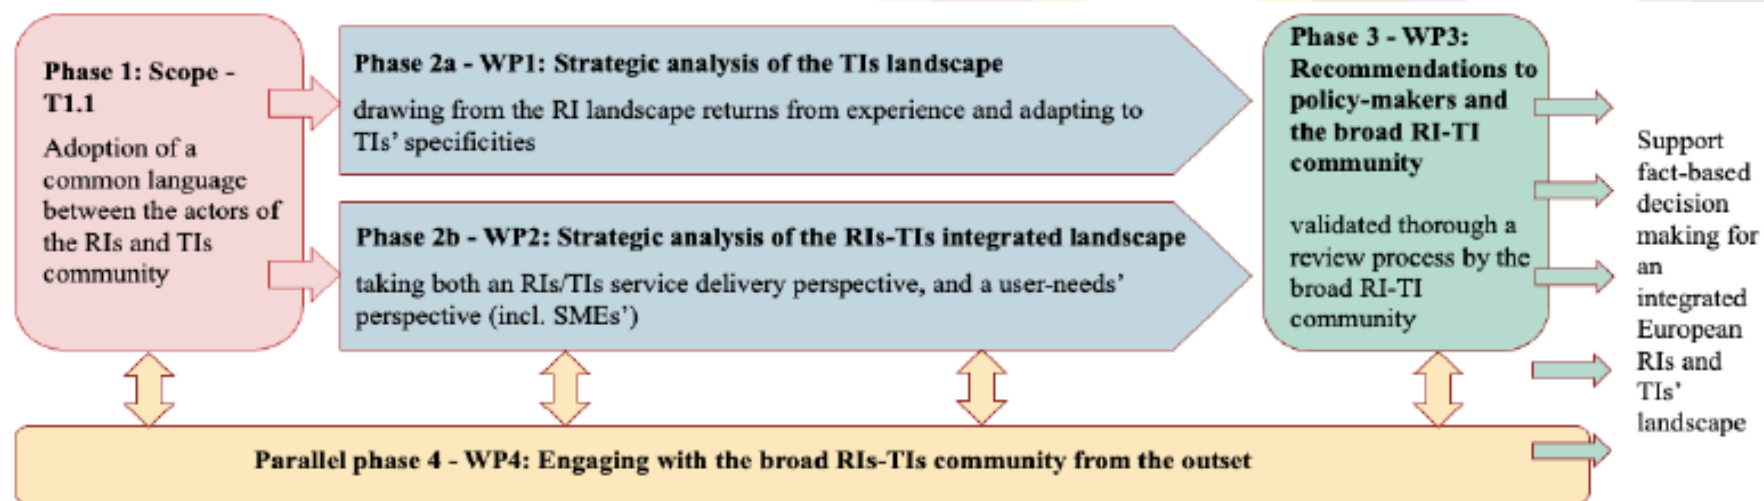 Phase 1: Scope -
T1.1
Adoption of a
common language
between the actors of
the RIs and TIs
community
Phase 2a - WP1: Strategic analysis of the TIs landscape
drawing from the RI landscape returns from experience and adapting to
TIs' specificities
Phase 2b - WP2: Strategic analysis of the RIs-TIs integrated landscape
taking both an RIs/TIs service delivery perspective, and a user-needs'
perspective (incl. SMEs')
Phase 3 - WP3:
Recommendations to
policy-makers and
the broad RI-TI
community
validated thorough a
review process by the
broad RI-TI
community
Support
fact-based
decision
making for
an
integrated
European
RIs and
TIs'
landscape
Parallel phase 4 - WP4: Engaging with the broad RIs-TIs community from the outset